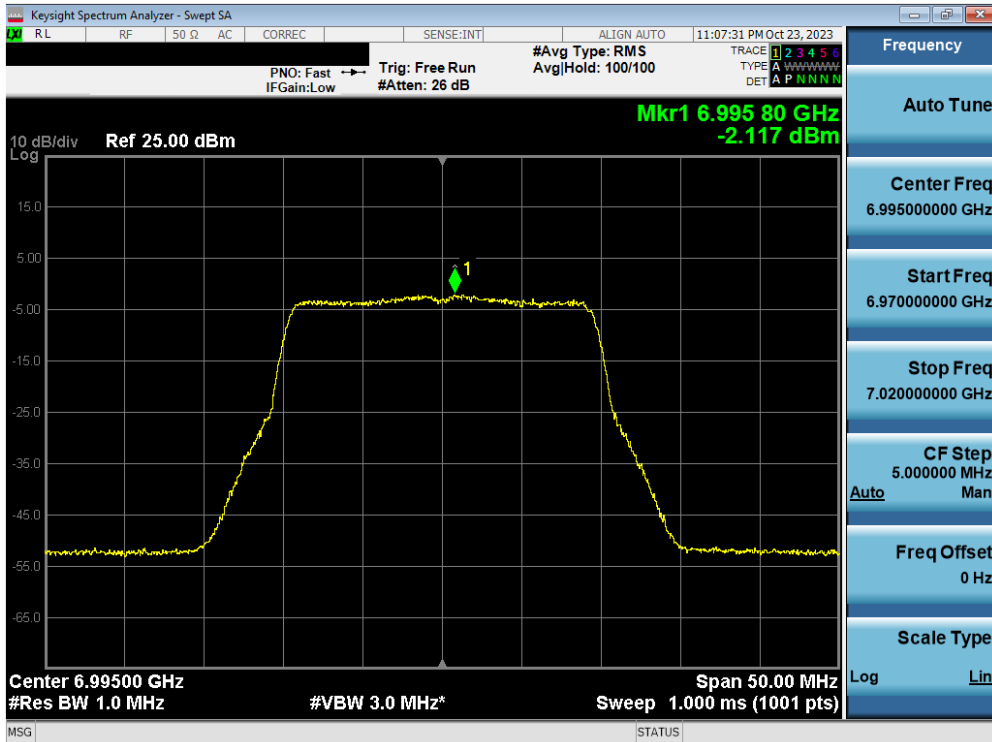 Keysight Spectrum Analyzer - Swept SA
LXI RL RF 50 Ω AC CORREC SENSE:INT ALIGN AUTO 11:07:31 PM Oct 23, 2023
PNO: Fast
IFGain:Low
Trig: Free Run
#Atten: 26 dB
#Avg Type: RMS
Avg|Hold: 100/100
TRACE 1 2 3 4 5 6
TYPE A WWWWW
DET A P N N N N
Mkr1 6.995 80 GHz
-2.117 dBm
10 dB/div Ref 25.00 dBm
Log
15.0
5.00
-5.00
-15.0
-25.0
-35.0
-45.0
-55.0
-65.0
1
Center 6.99500 GHz Span 50.00 MHz
#Res BW 1.0 MHz #VBW 3.0 MHz* Sweep 1.000 ms (1001 pts)
MSG STATUS
Frequency
Auto Tune
Center Freq
6.995000000 GHz
Start Freq
6.970000000 GHz
Stop Freq
7.020000000 GHz
CF Step
5.000000 MHz
Auto Man
Freq Offset
0 Hz
Scale Type
Log Lin